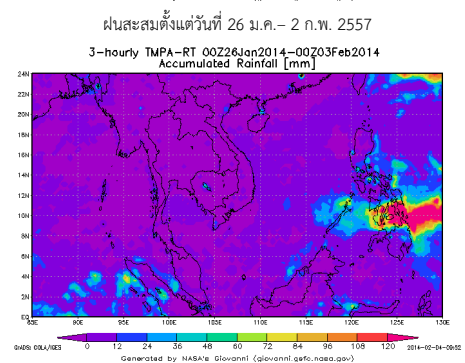 ฝนสะสมตั้งแต่วันที่ 26 ม.ค.– 2 ก.พ. 2557
3-hourly TMPA-RT 00Z26Jan2014-00Z03Feb2014
Accumulated Rainfall [mm]
24N
22N
20N
18N
16N
14N
12N
10N
8N
6N
4N
2N
EQ
85E 90E 95E 100E 105E 110E 115E 120E 125E 130E
12 24 36 48 60 72 84 96 108 120
GrADS: COLA/IGES 2014-02-04-09:52
Generated by NASA's Giovanni (giovanni.gsfc.nasa.gov)